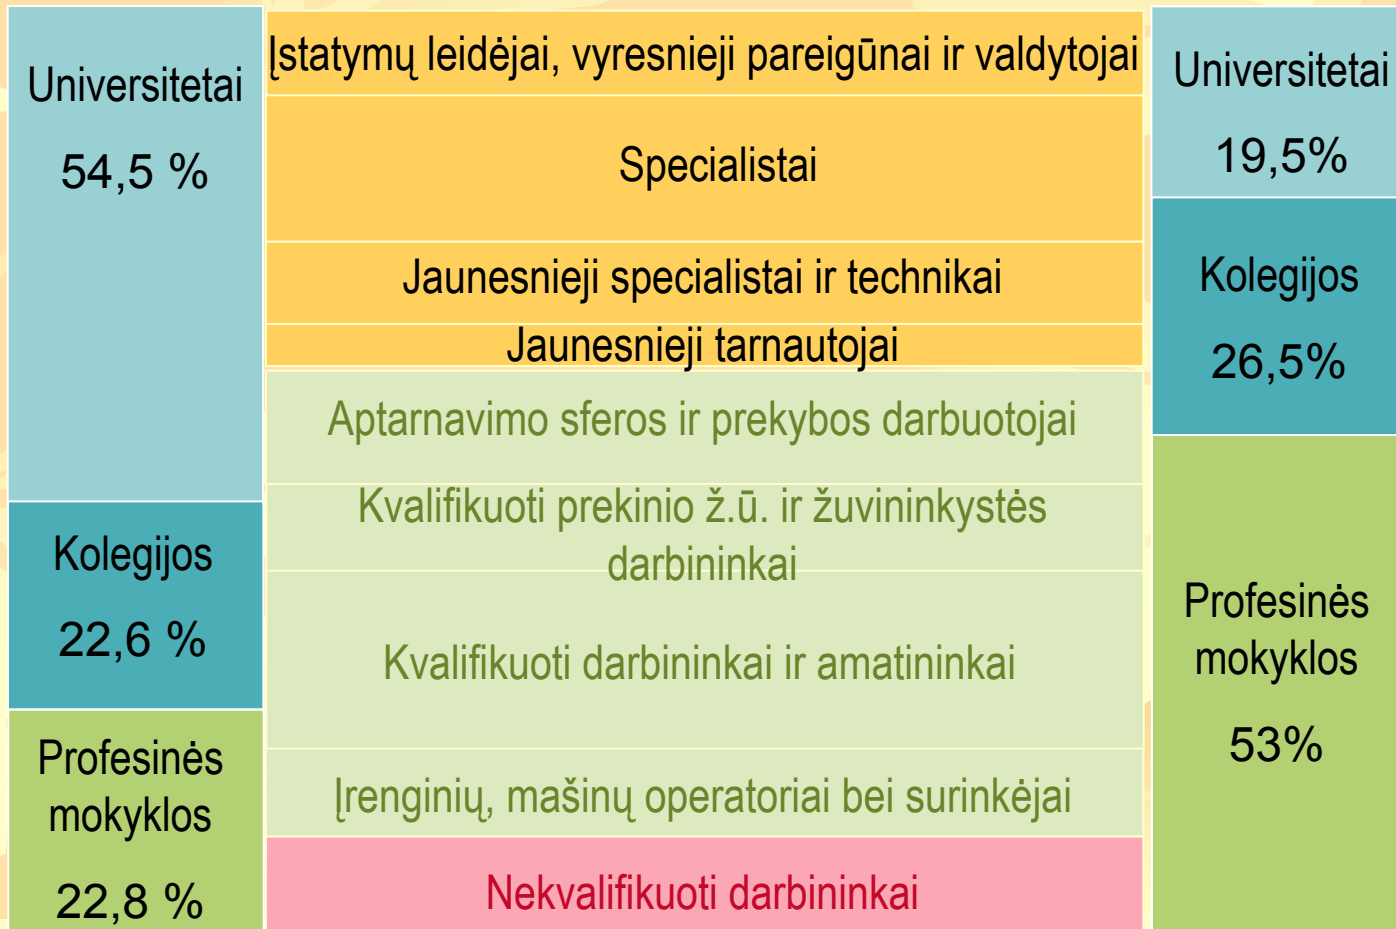 Universitetai
54,5 %
Kolegijos
22,6 %
Profesinės
mokyklos
22,8 %
Įstatymų leidėjai, vyresnieji pareigūnai ir valdytojai
Specialistai
Jaunesnieji specialistai ir technikai
Jaunesnieji tarnautojai
Aptarnavimo sferos ir prekybos darbuotojai
Kvalifikuoti prekinio ž.ū. ir žuvininkystės
darbininkai
Kvalifikuoti darbininkai ir amatininkai
Įrenginių, mašinų operatoriai bei surinkėjai
Nekvalifikuoti darbininkai
Universitetai
19,5%
Kolegijos
26,5%
Profesinės
mokyklos
53%